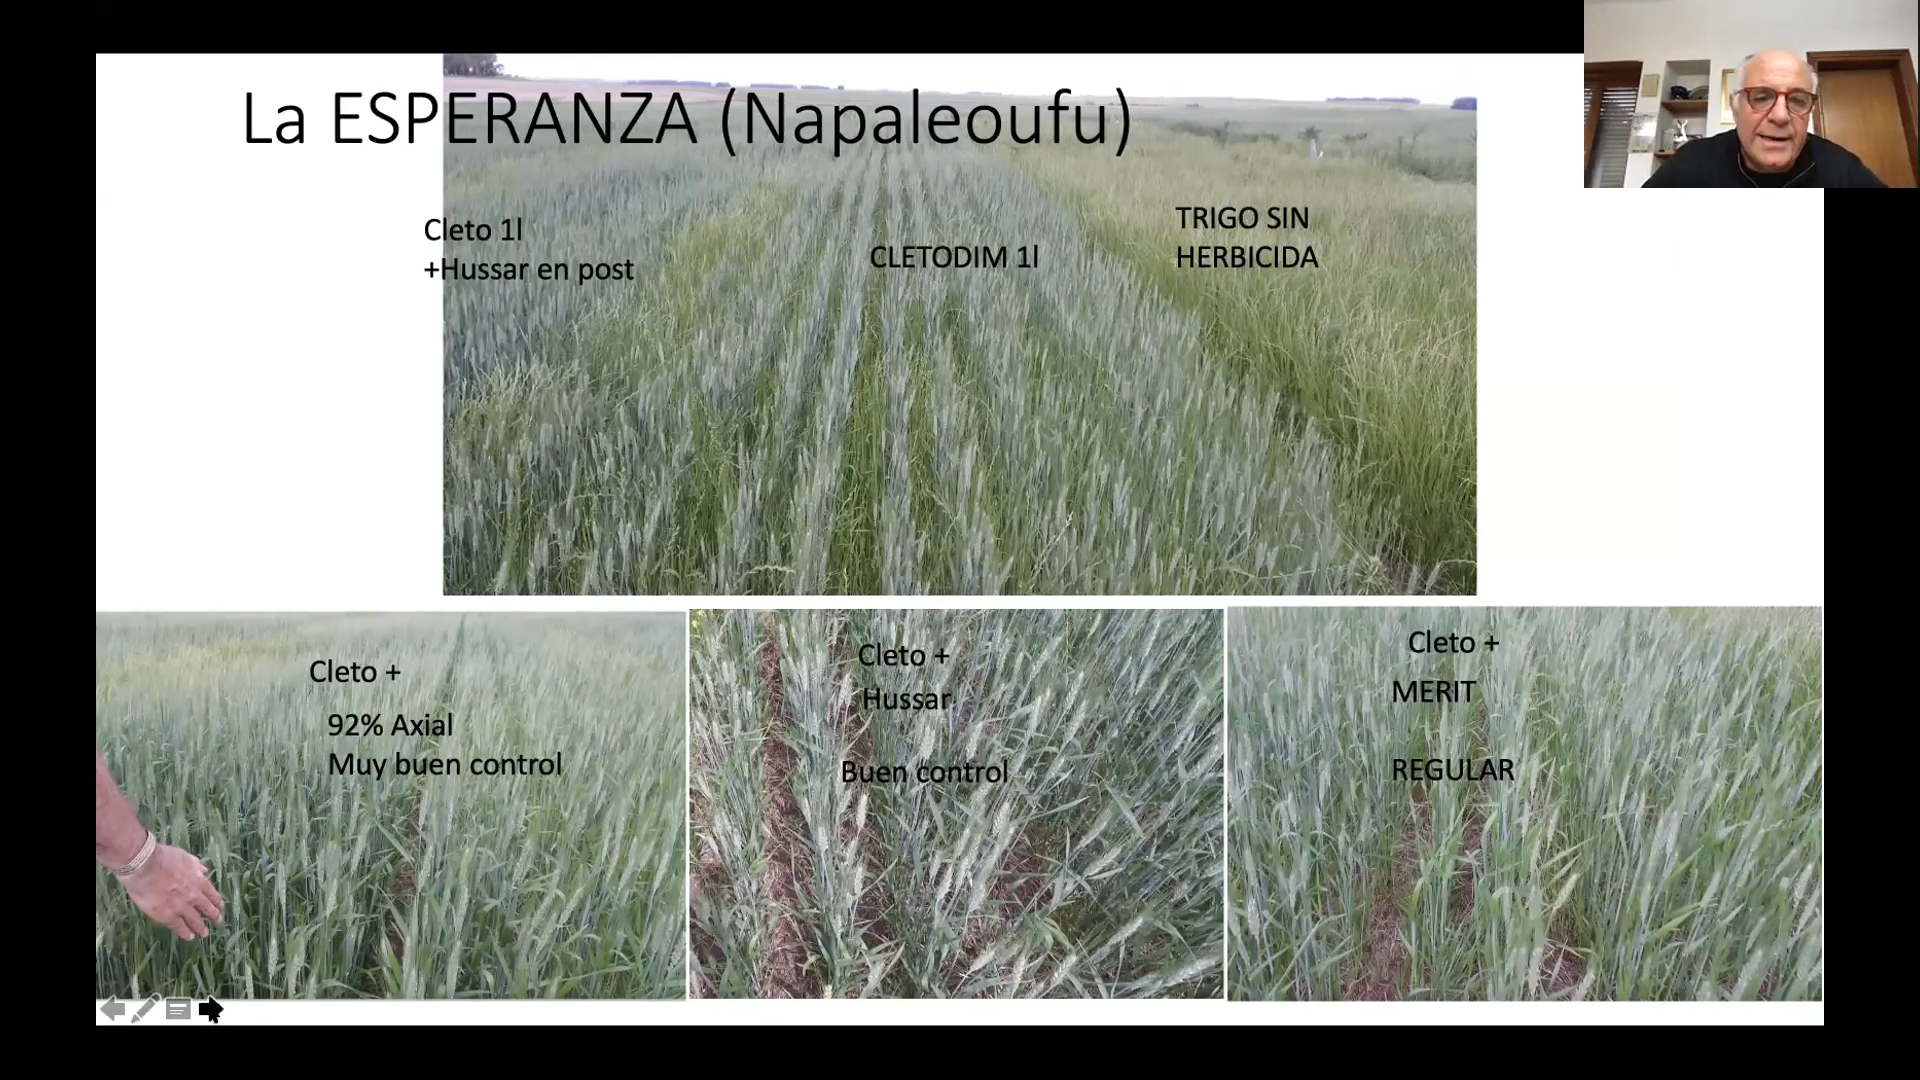 La ESPERANZA (Napaleoufu)
Cleto 1l
+Hussar en post
CLETODIM 1l
TRIGO SIN
HERBICIDA
Cleto +
92% Axial
Muy buen control
Cleto +
Hussar
Buen control
Cleto +
MERIT
REGULAR